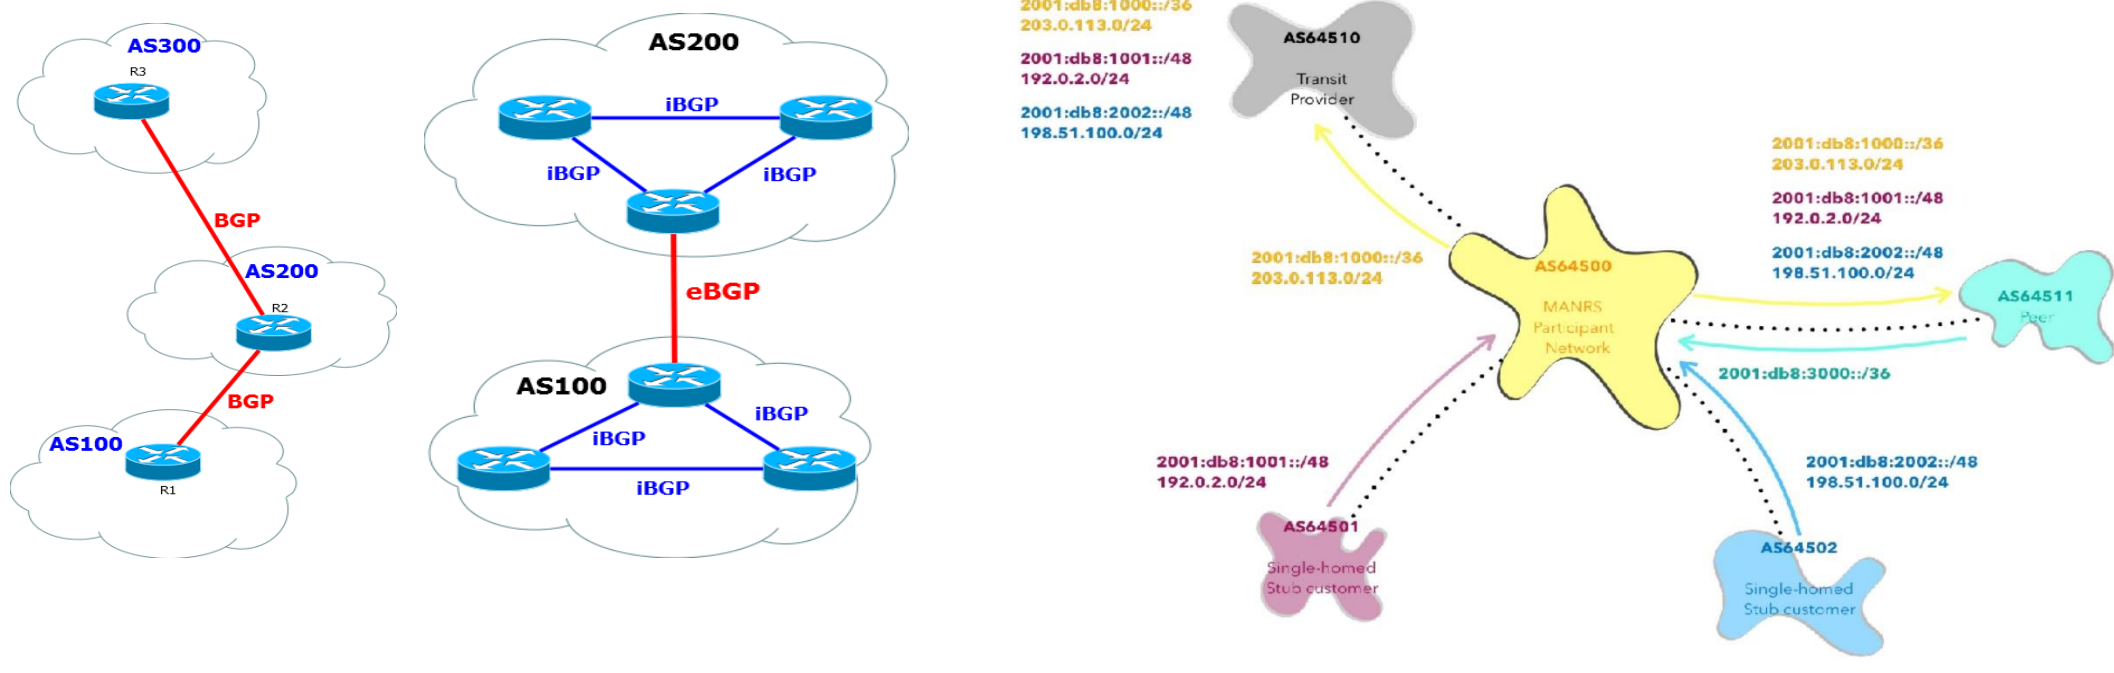 AS300
R3
BGP
AS200
R2
BGP
AS100
R1
AS200
iBGP
iBGP
iBGP
eBGP
AS100
iBGP
iBGP
iBGP
2001:db8:1000::/36
203.0.113.0/24
2001:db8:1001::/48
192.0.2.0/24
2001:db8:2002::/48
198.51.100.0/24
AS64510
Transit
Provider
2001:db8:1000::/36
203.0.113.0/24
2001:db8:1000::/36
203.0.113.0/24
2001:db8:1001::/48
192.0.2.0/24
2001:db8:2002::/48
198.51.100.0/24
AS64500
MANRS
Participant
Network
AS64511
Peer
2001:db8:3000::/36
2001:db8:1001::/48
192.0.2.0/24
2001:db8:2002::/48
198.51.100.0/24
AS64501
Single-homed
Stub customer
AS64502
Single-homed
Stub customer